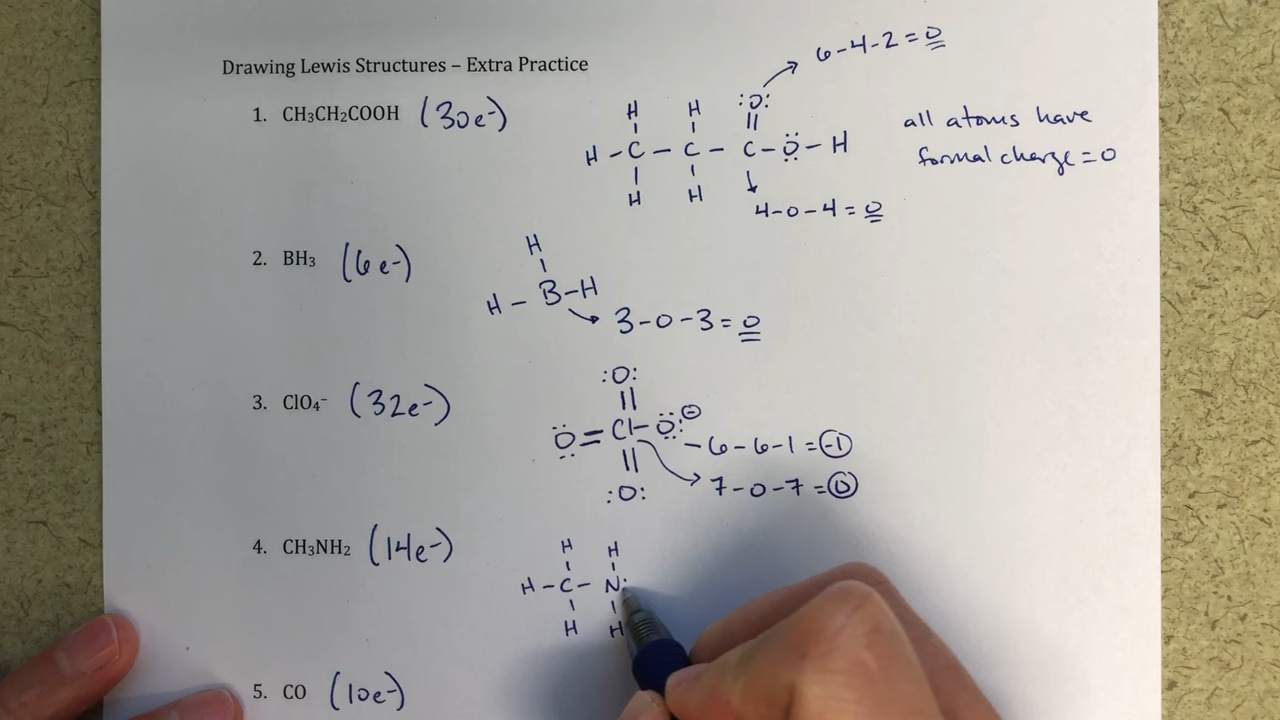 Drawing Lewis Structures – Extra Practice
1. CH₃CH₂COOH (30e-)
H H :O: 6-4-2=0
H-C-C-C-O-H
H H 4-0-4=0
all atoms have
formal charge=0
2. BH₃ (6e-)
H
H-B-H
3-0-3=0
3. ClO₄⁻ (32e-)
:O:
O=Cl-O: ⊖
:O:
-6-6-1=-1
7-0-7=0
4. CH₃NH₂ (14e-)
H H
H-C-N:
H H
5. CO (10e-)